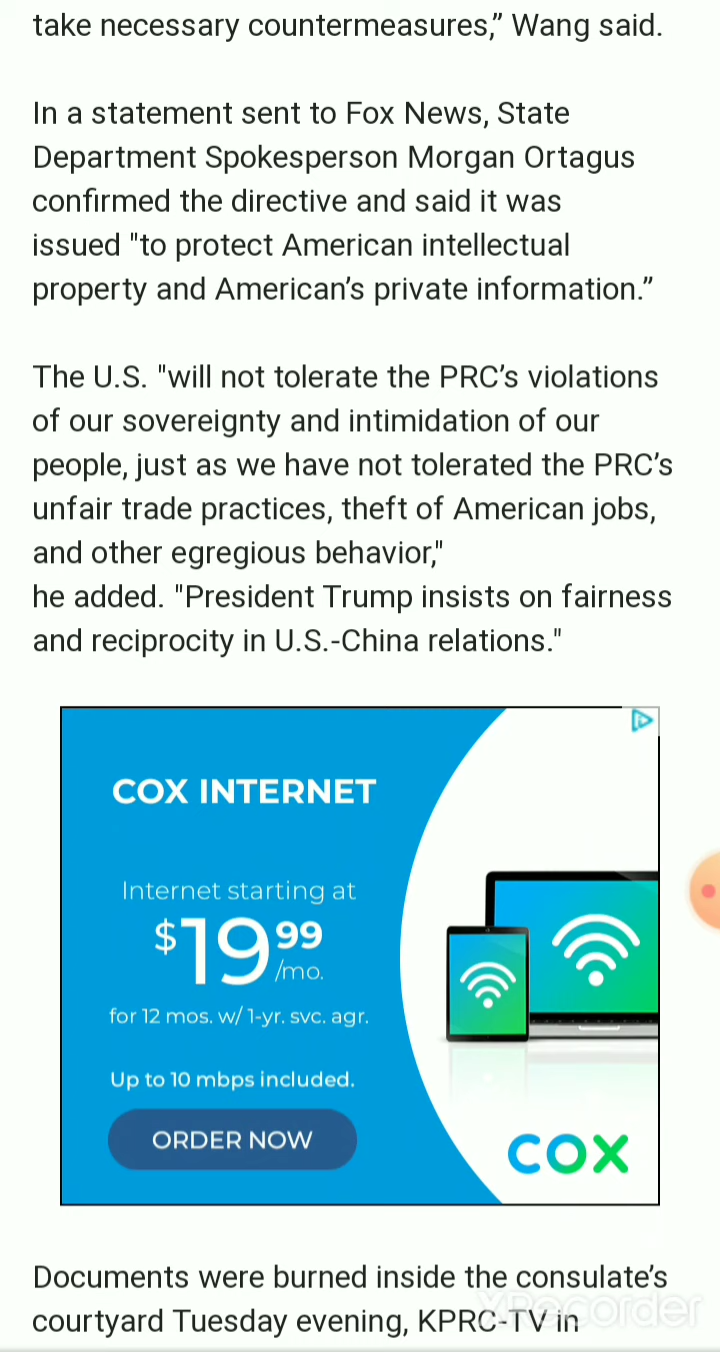 take necessary countermeasures,” Wang said.
In a statement sent to Fox News, State
Department Spokesperson Morgan Ortagus
confirmed the directive and said it was
issued "to protect American intellectual
property and American’s private information.”
The U.S. "will not tolerate the PRC’s violations
of our sovereignty and intimidation of our
people, just as we have not tolerated the PRC’s
unfair trade practices, theft of American jobs,
and other egregious behavior,"
he added. "President Trump insists on fairness
and reciprocity in U.S.-China relations."
COX INTERNET
Internet starting at
$19 99
/mo.
for 12 mos. w/ 1-yr. svc. agr.
Up to 10 mbps included.
ORDER NOW
COX
Documents were burned inside the consulate’s
courtyard Tuesday evening, KPRC-TV in
XRecorder